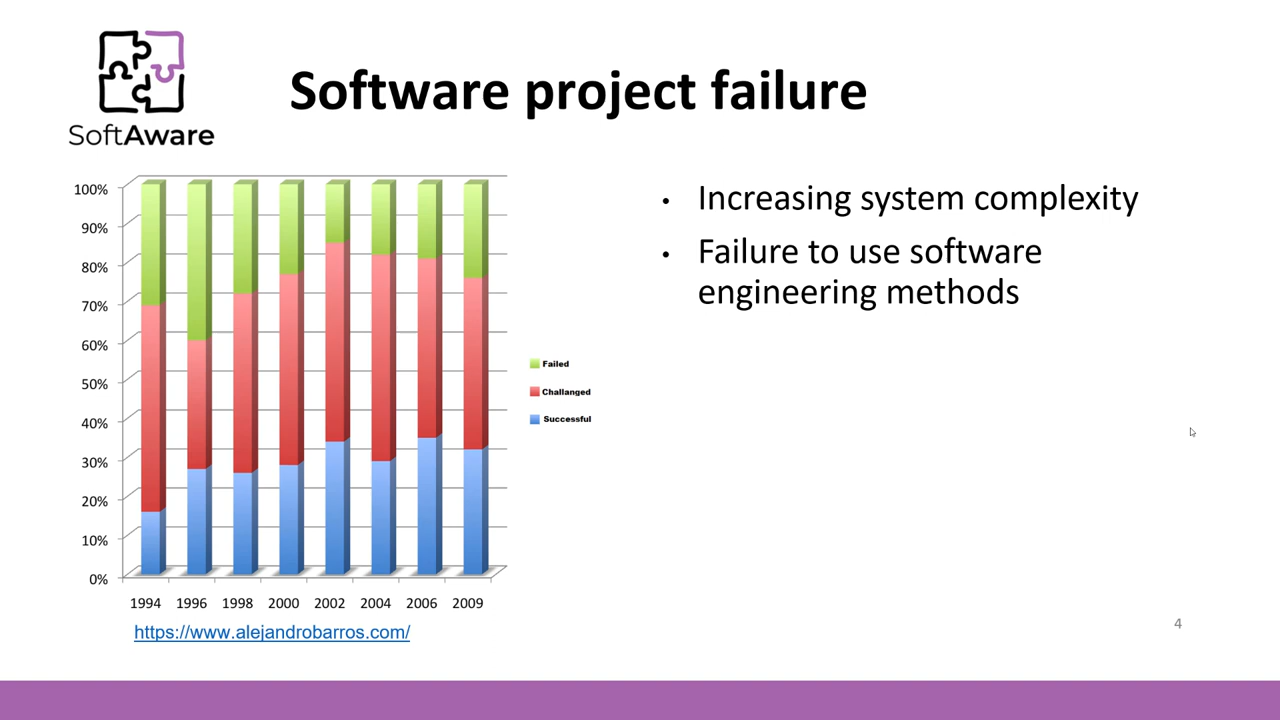 SoftAware
Software project failure
100%
90%
80%
70%
60%
50%
40%
30%
20%
10%
0%
1994 1996 1998 2000 2002 2004 2006 2009
Failed
Challanged
Successful
https://www.alejandrobarros.com/
• Increasing system complexity
• Failure to use software
engineering methods
4